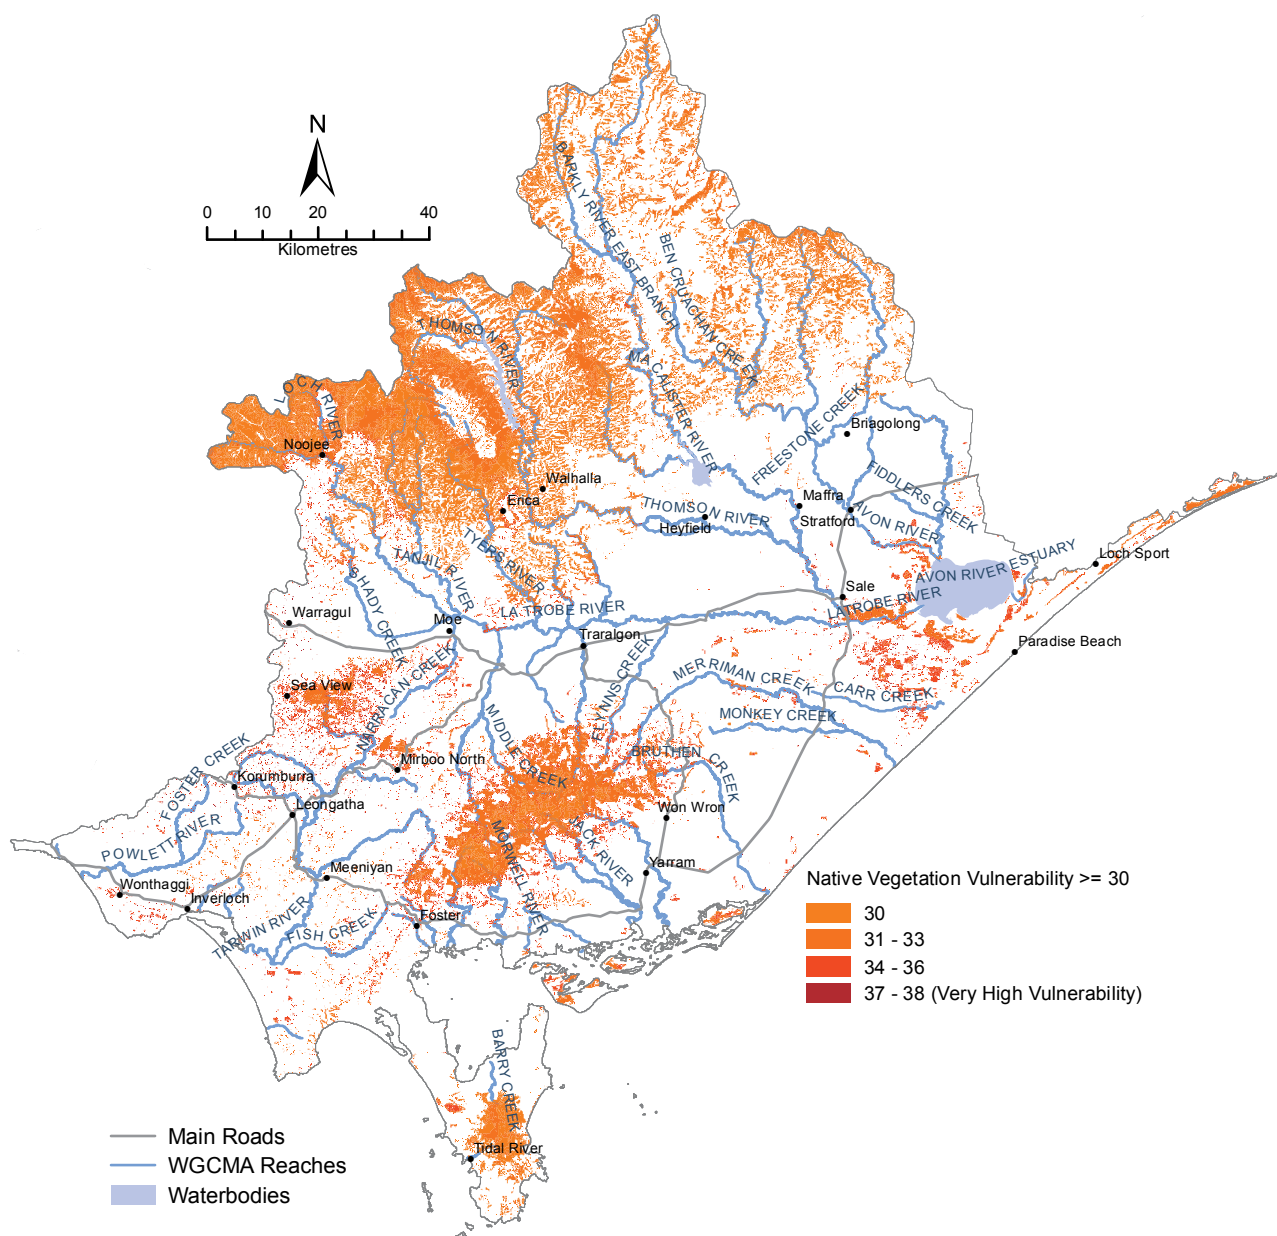 N
0 10 20 40
Kilometres
BARKLY RIVER EAST BRANCH
BEN CRUACHAN CREEK
THOMSON RIVER
MACALISTER RIVER
LOCH RIVER
Noojee
FREESTONE CREEK
Briagolong
Walhalla
Erica
FIDDLERS CREEK
Maffra
THOMSON RIVER
Heyfield
Stratford
AVON RIVER
TANJIL RIVER
TYERS RIVER
SHADY CREEK
AVON RIVER ESTUARY
Loch Sport
Sale
LATROBE RIVER
LA TROBE RIVER
Warragul
Moe
Traralgon
Paradise Beach
NARRACAN CREEK
FLYNNS CREEK
MERRIMAN CREEK
CARR CREEK
Sea View
MONKEY CREEK
MIDDLE CREEK
BRUTHEN CREEK
FOSTER CREEK
Mirboo North
Korumburra
Leongatha
Won Wron
POWLETT RIVER
MORWELL RIVER
JACK RIVER
Yarram
Meeniyan
Wonthaggi
Inverloch
TARWIN RIVER
FISH CREEK
Foster
Native Vegetation Vulnerability >= 30
30
31 - 33
34 - 36
37 - 38 (Very High Vulnerability)
BARRY CREEK
Tidal River
Main Roads
WGCMA Reaches
Waterbodies